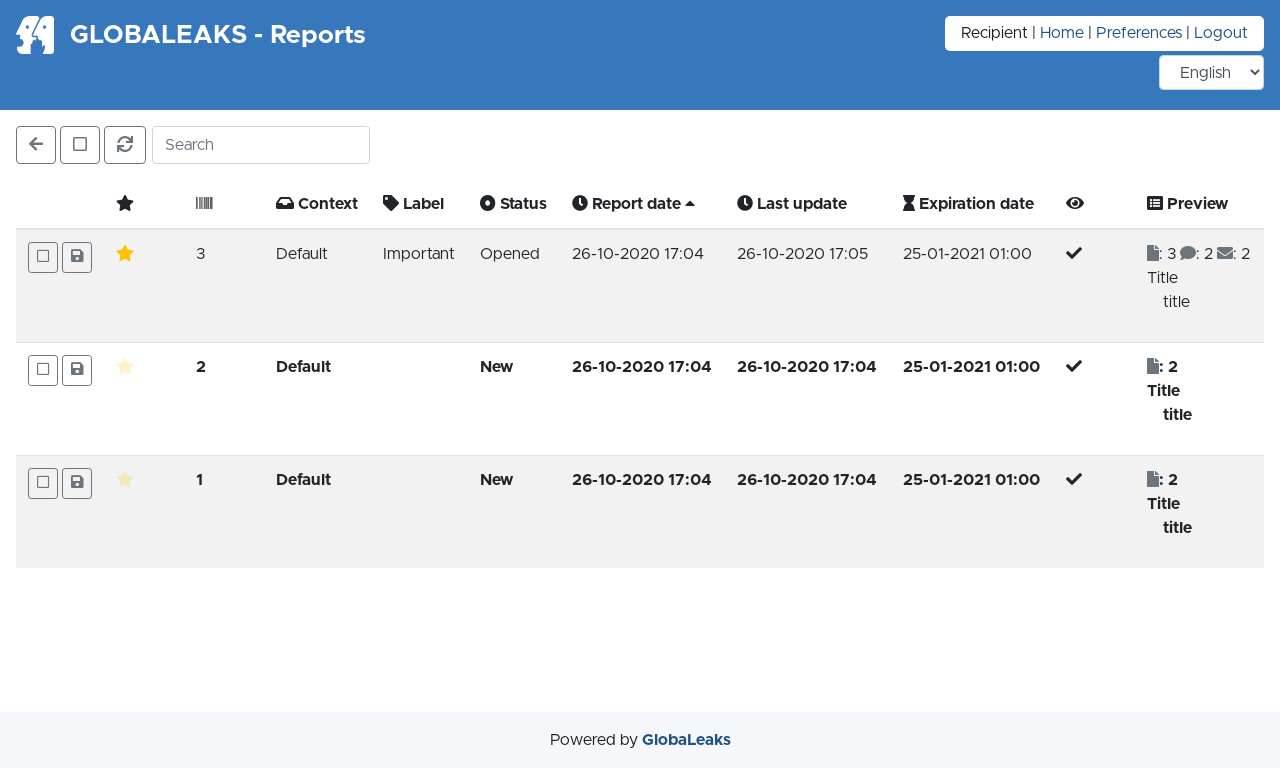 GLOBALEAKS - Reports
Recipient | Home | Preferences | Logout
English
Search
Context Label Status Report date Last update Expiration date Preview
3 Default Important Opened 26-10-2020 17:04 26-10-2020 17:05 25-01-2021 01:00 : 3 : 2 : 2
Title
title
2 Default New 26-10-2020 17:04 26-10-2020 17:04 25-01-2021 01:00 : 2
Title
title
1 Default New 26-10-2020 17:04 26-10-2020 17:04 25-01-2021 01:00 : 2
Title
title
Powered by GlobaLeaks